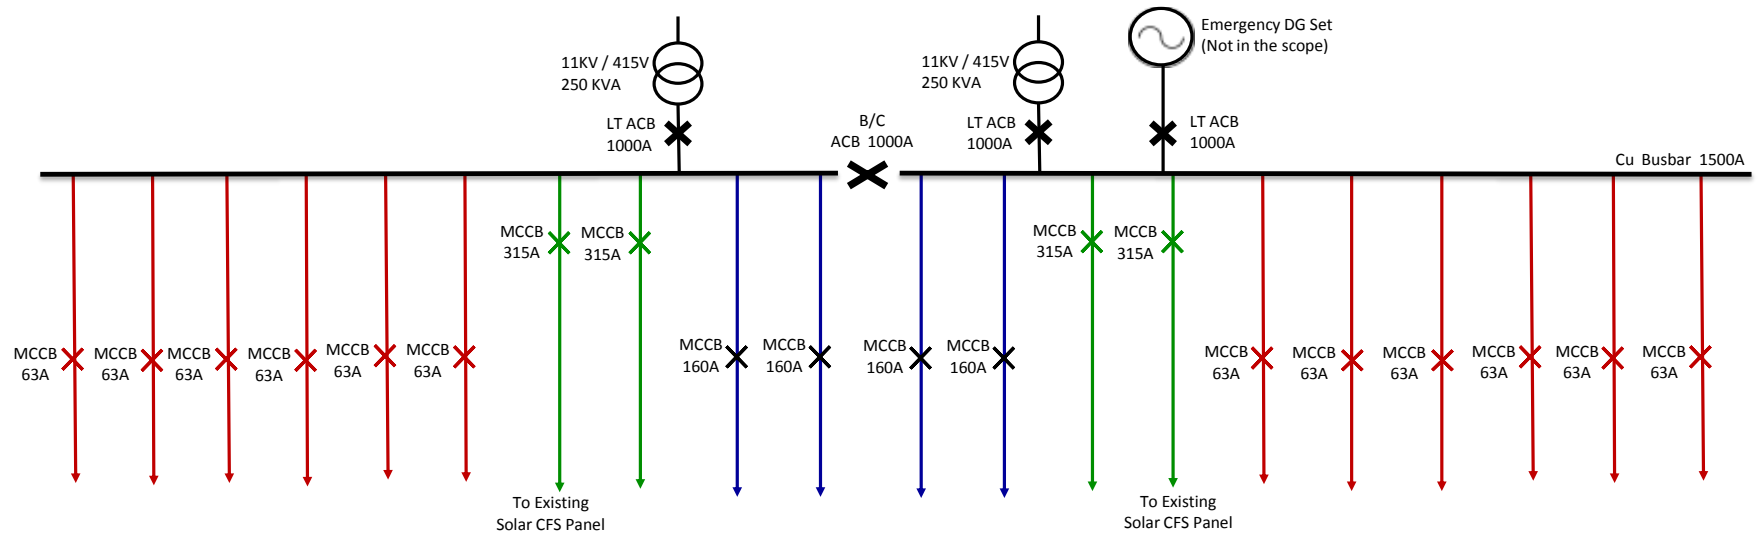 Emergency DG Set
(Not in the scope)
11KV / 415V
250 KVA
11KV / 415V
250 KVA
LT ACB
1000A
B/C
ACB 1000A
LT ACB
1000A
LT ACB
1000A
Cu Busbar 1500A
MCCB
315A
MCCB
315A
MCCB
315A
MCCB
315A
MCCB
63A
MCCB
63A
MCCB
63A
MCCB
63A
MCCB
63A
MCCB
63A
MCCB
160A
MCCB
160A
MCCB
160A
MCCB
160A
MCCB
63A
MCCB
63A
MCCB
63A
MCCB
63A
MCCB
63A
MCCB
63A
To Existing
Solar CFS Panel
To Existing
Solar CFS Panel